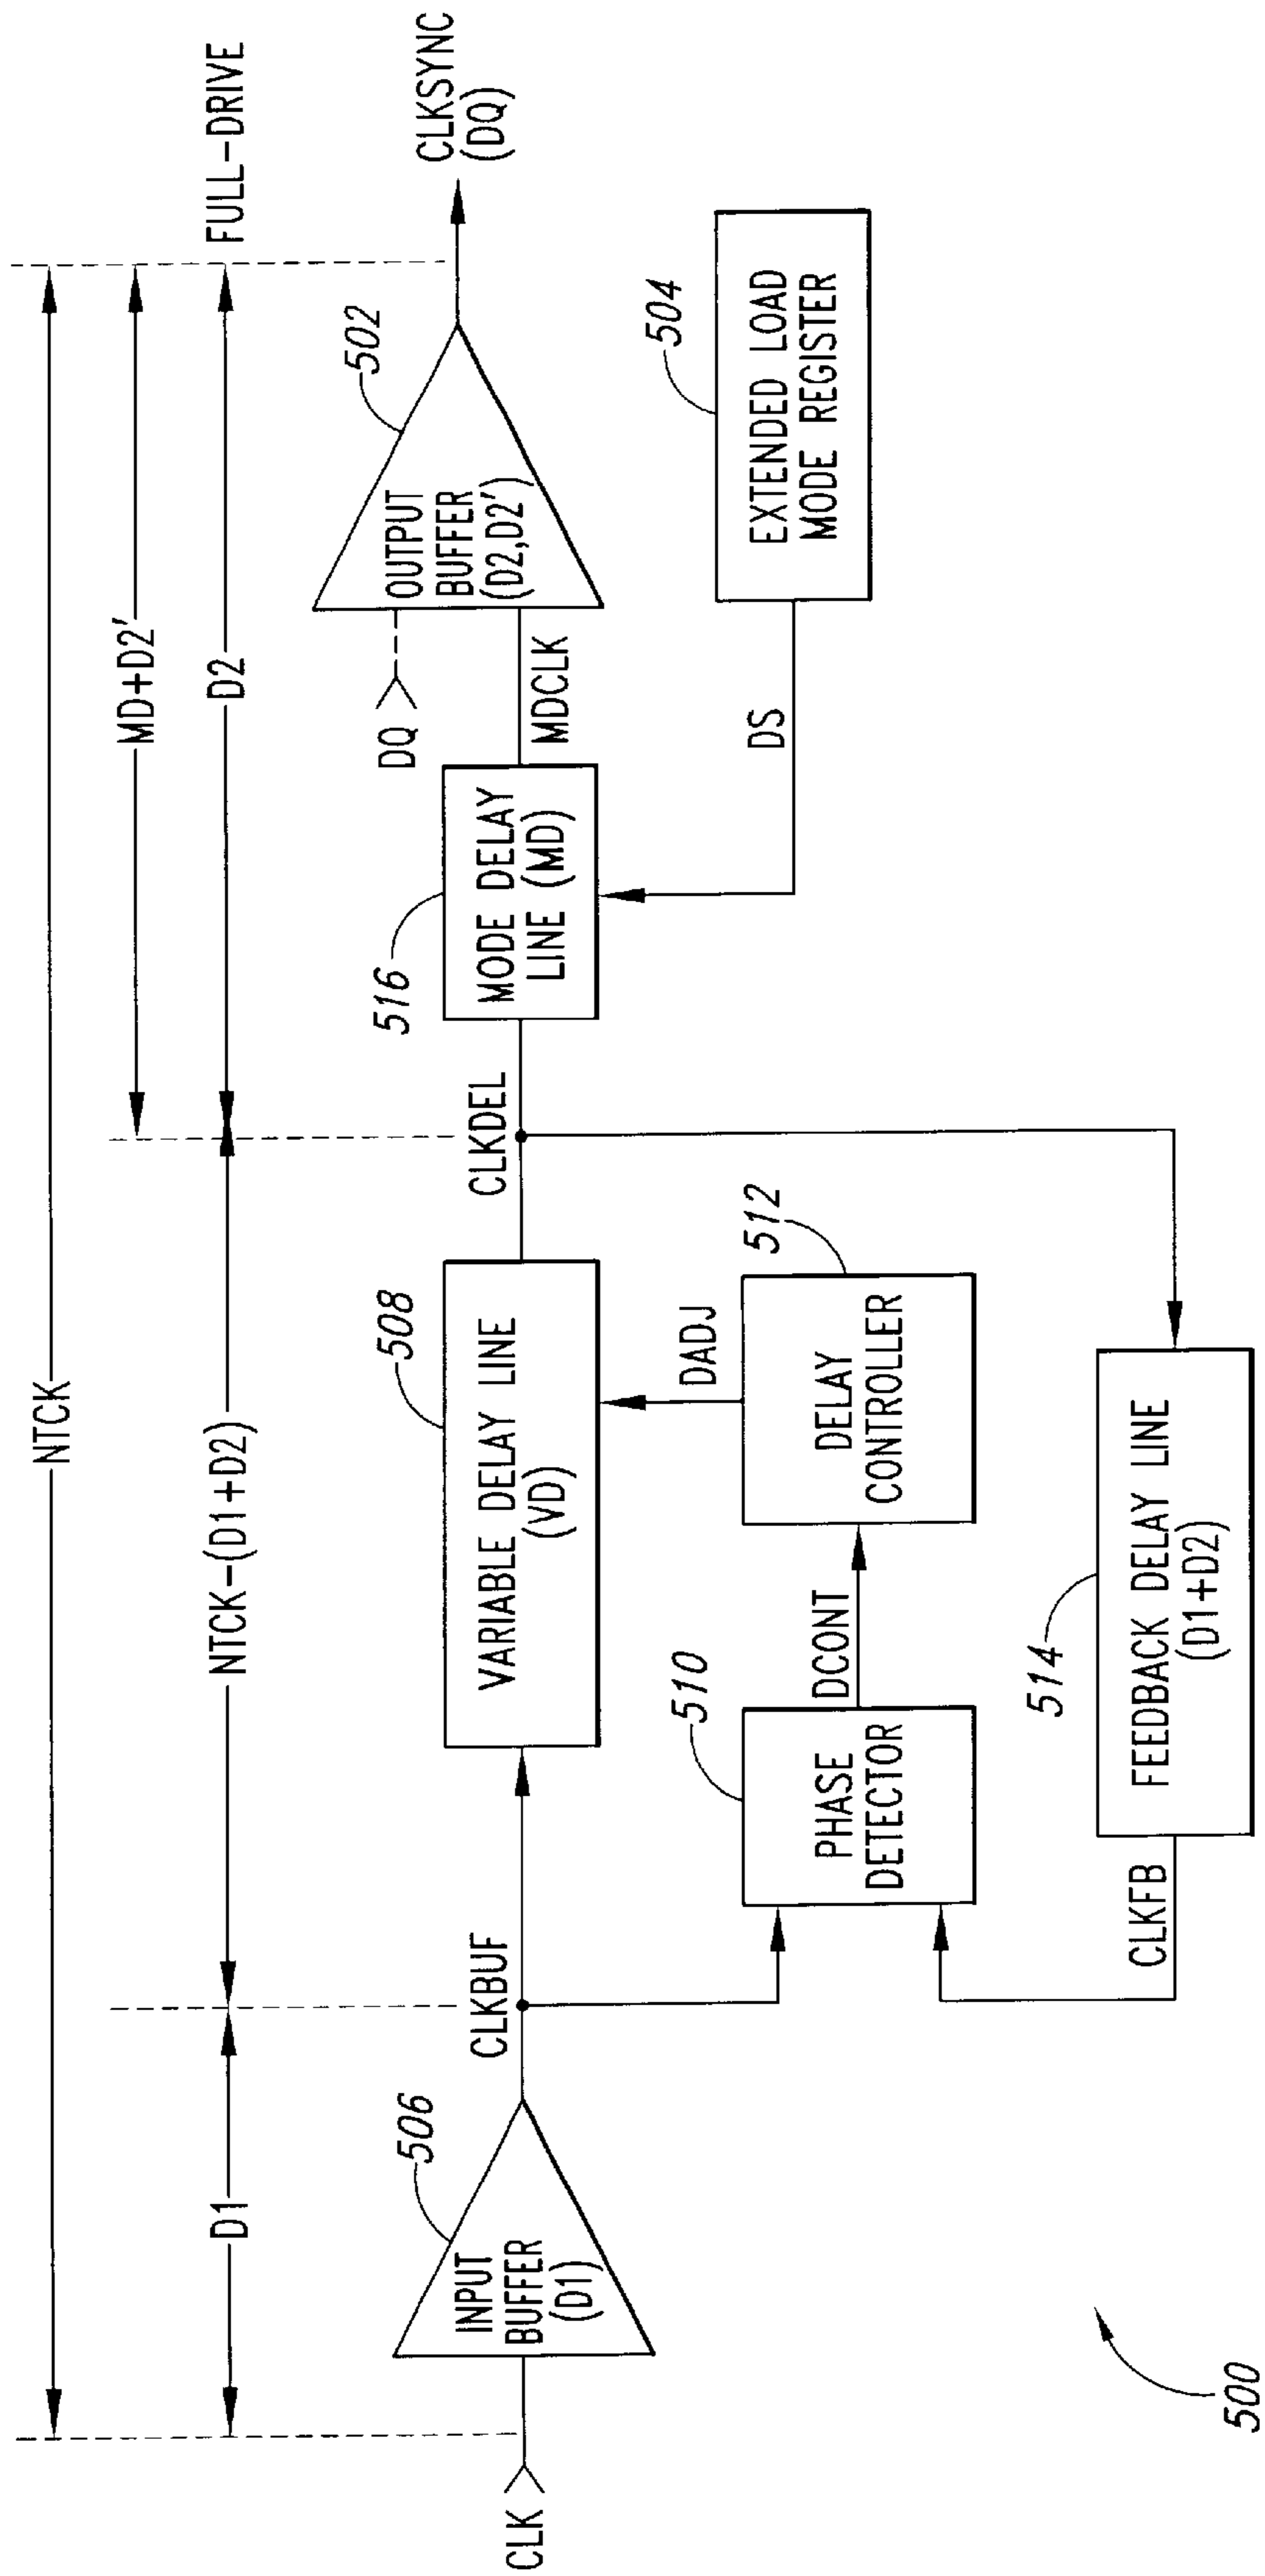 NTCK
MD+D2'
D1
NTCK-(D1+D2)
D2
FULL-DRIVE
506
508
516
502
CLK
INPUT
BUFFER
(D1)
CLKBUF
VARIABLE DELAY LINE
(VD)
CLKDEL
MODE DELAY
LINE (MD)
DQ
MDCLK
OUTPUT
BUFFER
(D2,D2')
CLKSYNC
(DQ)
510
PHASE
DETECTOR
DCONT
DADJ
512
DELAY
CONTROLLER
DS
504
EXTENDED LOAD
MODE REGISTER
CLKFB
514
FEEDBACK DELAY LINE
(D1+D2)
500